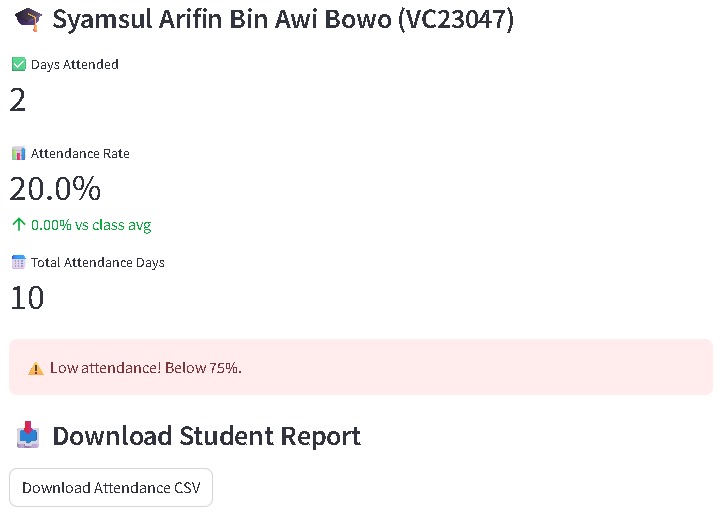 Syamsul Arifin Bin Awi Bowo (VC23047)
Days Attended
2
Attendance Rate
20.0%
↑ 0.00% vs class avg
Total Attendance Days
10
Low attendance! Below 75%.
Download Student Report
Download Attendance CSV